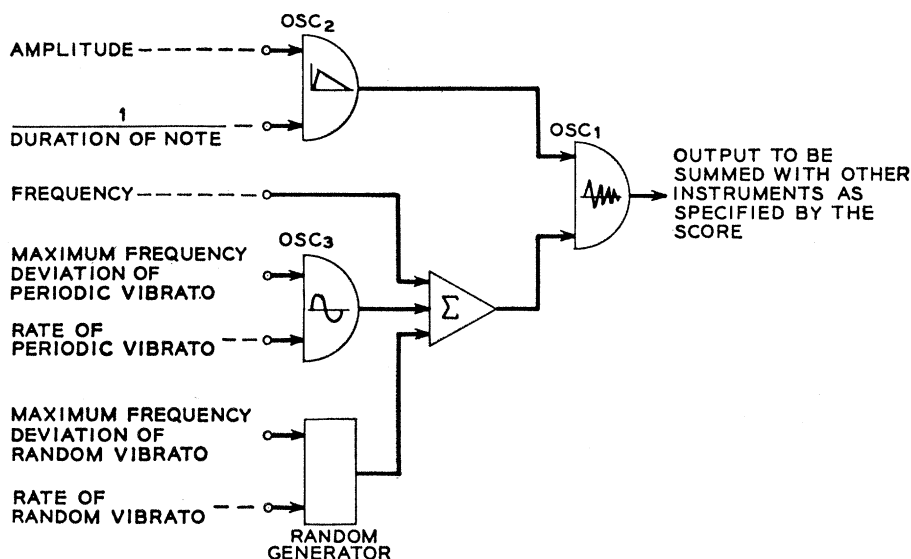 OSC2
AMPLITUDE
1
DURATION OF NOTE
OSC1
OUTPUT TO BE
SUMMED WITH OTHER
INSTRUMENTS AS
SPECIFIED BY THE
SCORE
FREQUENCY
OSC3
MAXIMUM FREQUENCY
DEVIATION OF
PERIODIC VIBRATO
Σ
RATE OF
PERIODIC VIBRATO
MAXIMUM FREQUENCY
DEVIATION OF
RANDOM VIBRATO
RATE OF
RANDOM VIBRATO
RANDOM
GENERATOR